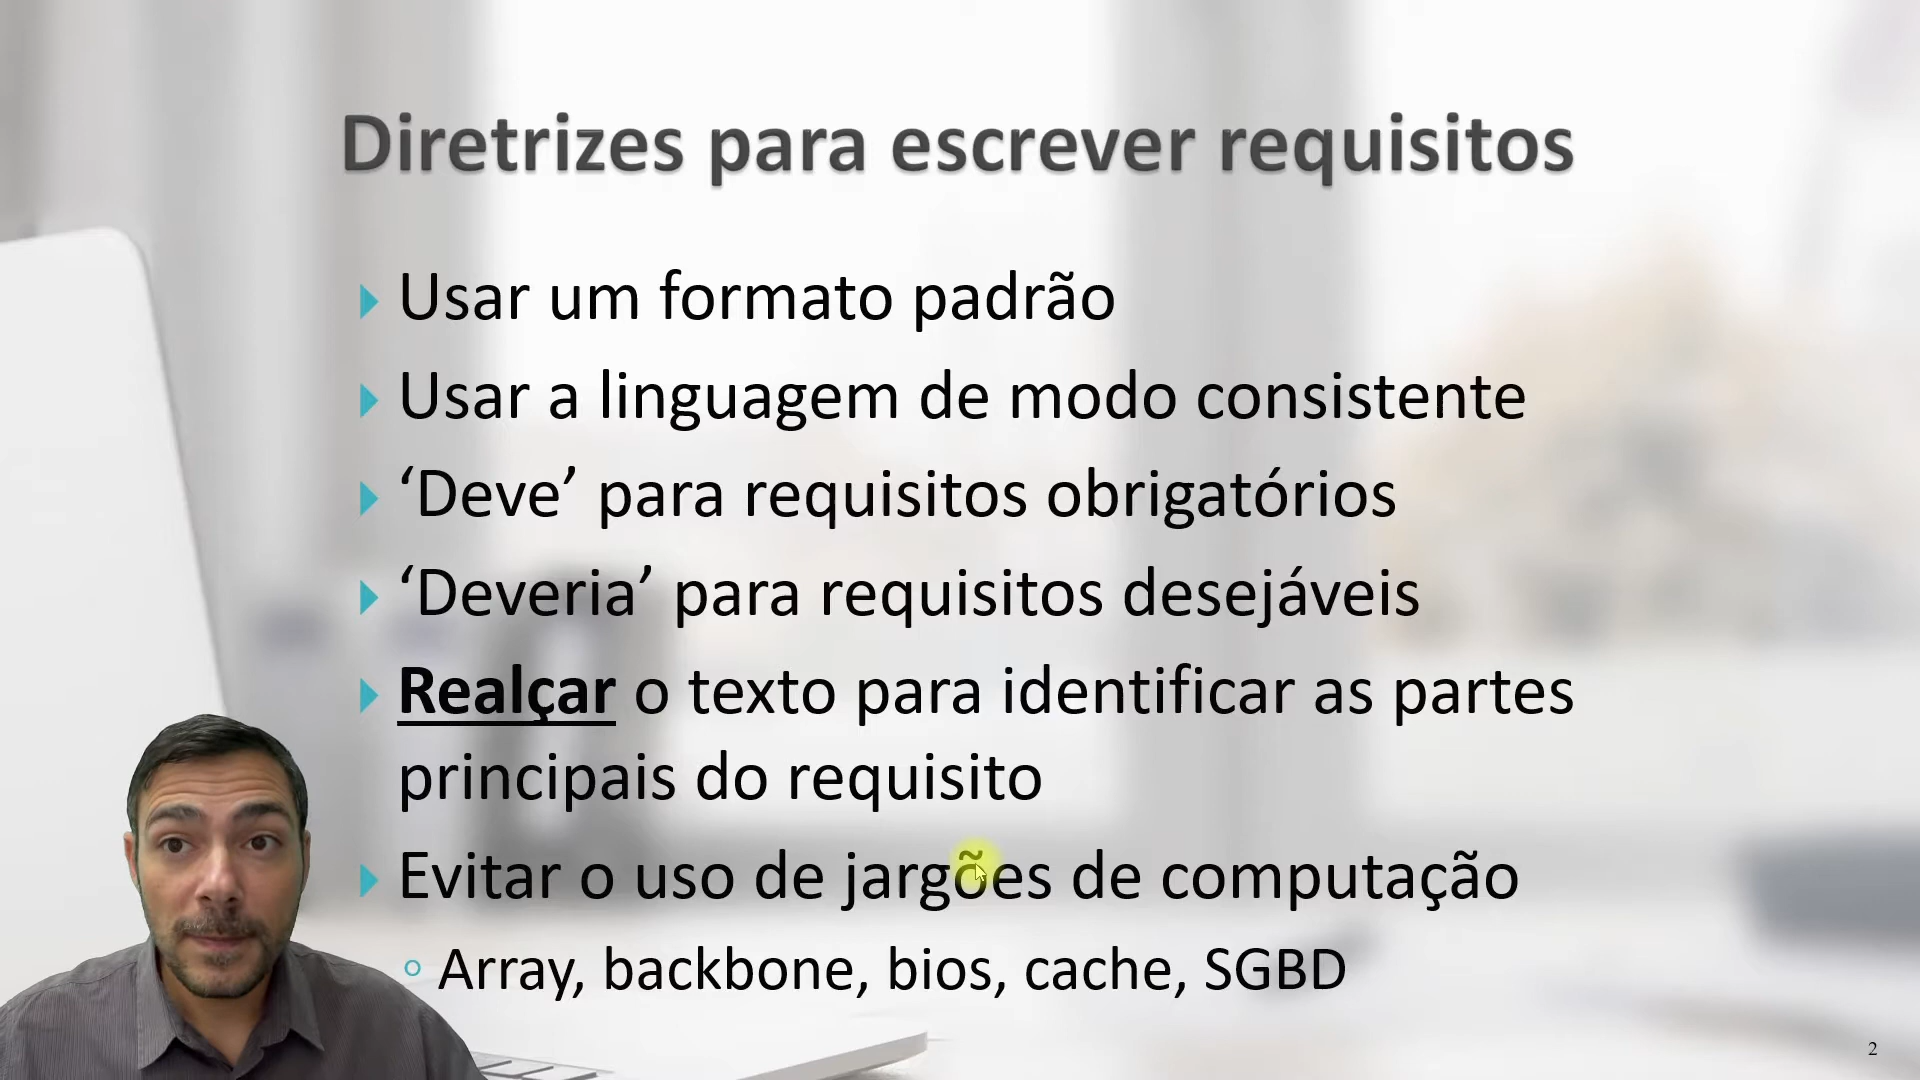 Diretrizes para escrever requisitos
Usar um formato padrão
Usar a linguagem de modo consistente
‘Deve’ para requisitos obrigatórios
‘Deveria’ para requisitos desejáveis
Realçar o texto para identificar as partes
principais do requisito
Evitar o uso de jargões de computação
Array, backbone, bios, cache, SGBD
2